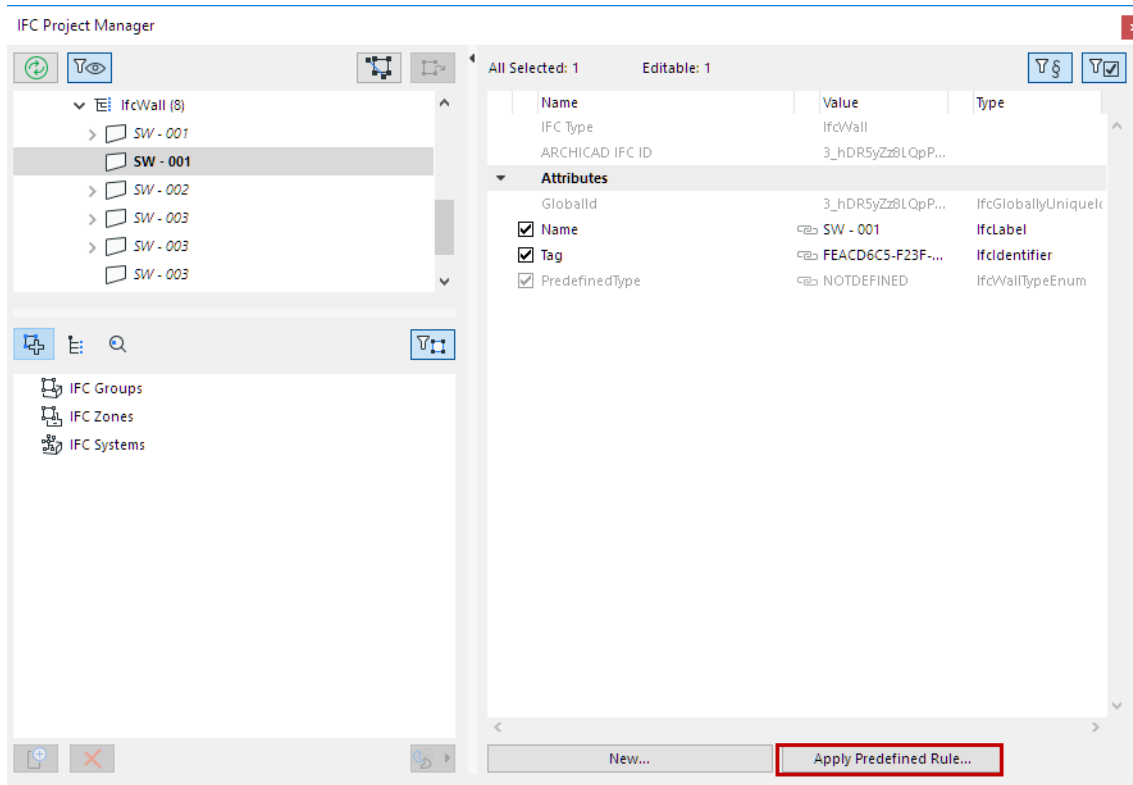 IFC Project Manager
All Selected: 1 Editable: 1
IfcWall (8)
SW - 001
SW - 001
SW - 002
SW - 003
SW - 003
SW - 003
Name Value Type
IFC Type IfcWall
ARCHICAD IFC ID 3_hDR5yZz8LQpP...
Attributes
GlobalId 3_hDR5yZz8LQpP... IfcGloballyUniqueId
Name SW - 001 IfcLabel
Tag FEACD6C5-F23F-... IfcIdentifier
PredefinedType NOTDEFINED IfcWallTypeEnum
IFC Groups
IFC Zones
IFC Systems
New... Apply Predefined Rule...